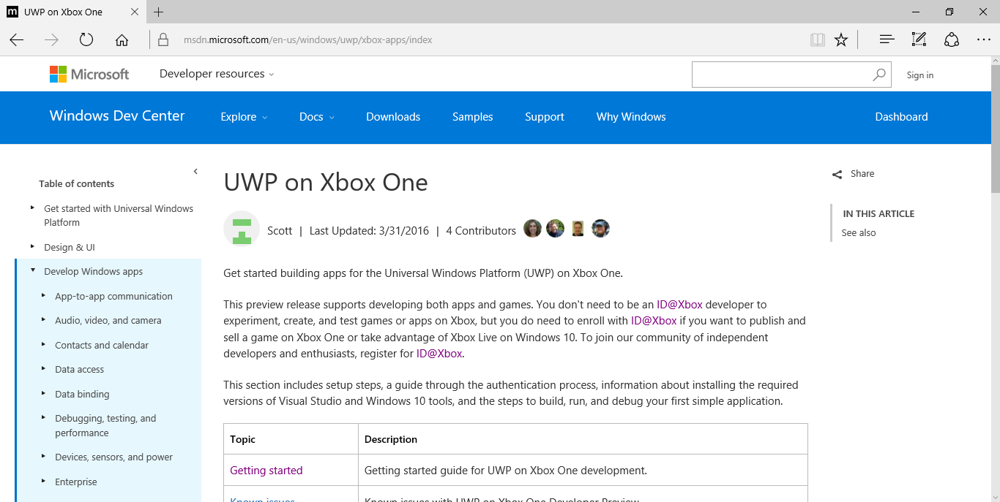 m UWP on Xbox One
msdn.microsoft.com/en-us/windows/uwp/xbox-apps/index
Microsoft Developer resources Sign in
Windows Dev Center Explore Docs Downloads Samples Support Why Windows Dashboard
Table of contents
Get started with Universal Windows
Platform
Design & UI
Develop Windows apps
App-to-app communication
Audio, video, and camera
Contacts and calendar
Data access
Data binding
Debugging, testing, and
performance
Devices, sensors, and power
Enterprise
UWP on Xbox One
Scott | Last Updated: 3/31/2016 | 4 Contributors
Get started building apps for the Universal Windows Platform (UWP) on Xbox One.
This preview release supports developing both apps and games. You don't need to be an ID@Xbox developer to
experiment, create, and test games or apps on Xbox, but you do need to enroll with ID@Xbox if you want to publish and
sell a game on Xbox One or take advantage of Xbox Live on Windows 10. To join our community of independent
developers and enthusiasts, register for ID@Xbox.
This section includes setup steps, a guide through the authentication process, information about installing the required
versions of Visual Studio and Windows 10 tools, and the steps to build, run, and debug your first simple application.
Topic Description
Getting started Getting started guide for UWP on Xbox One development.
Known issues Known issues with UWP on Xbox One Developer Preview.
Share
IN THIS ARTICLE
See also